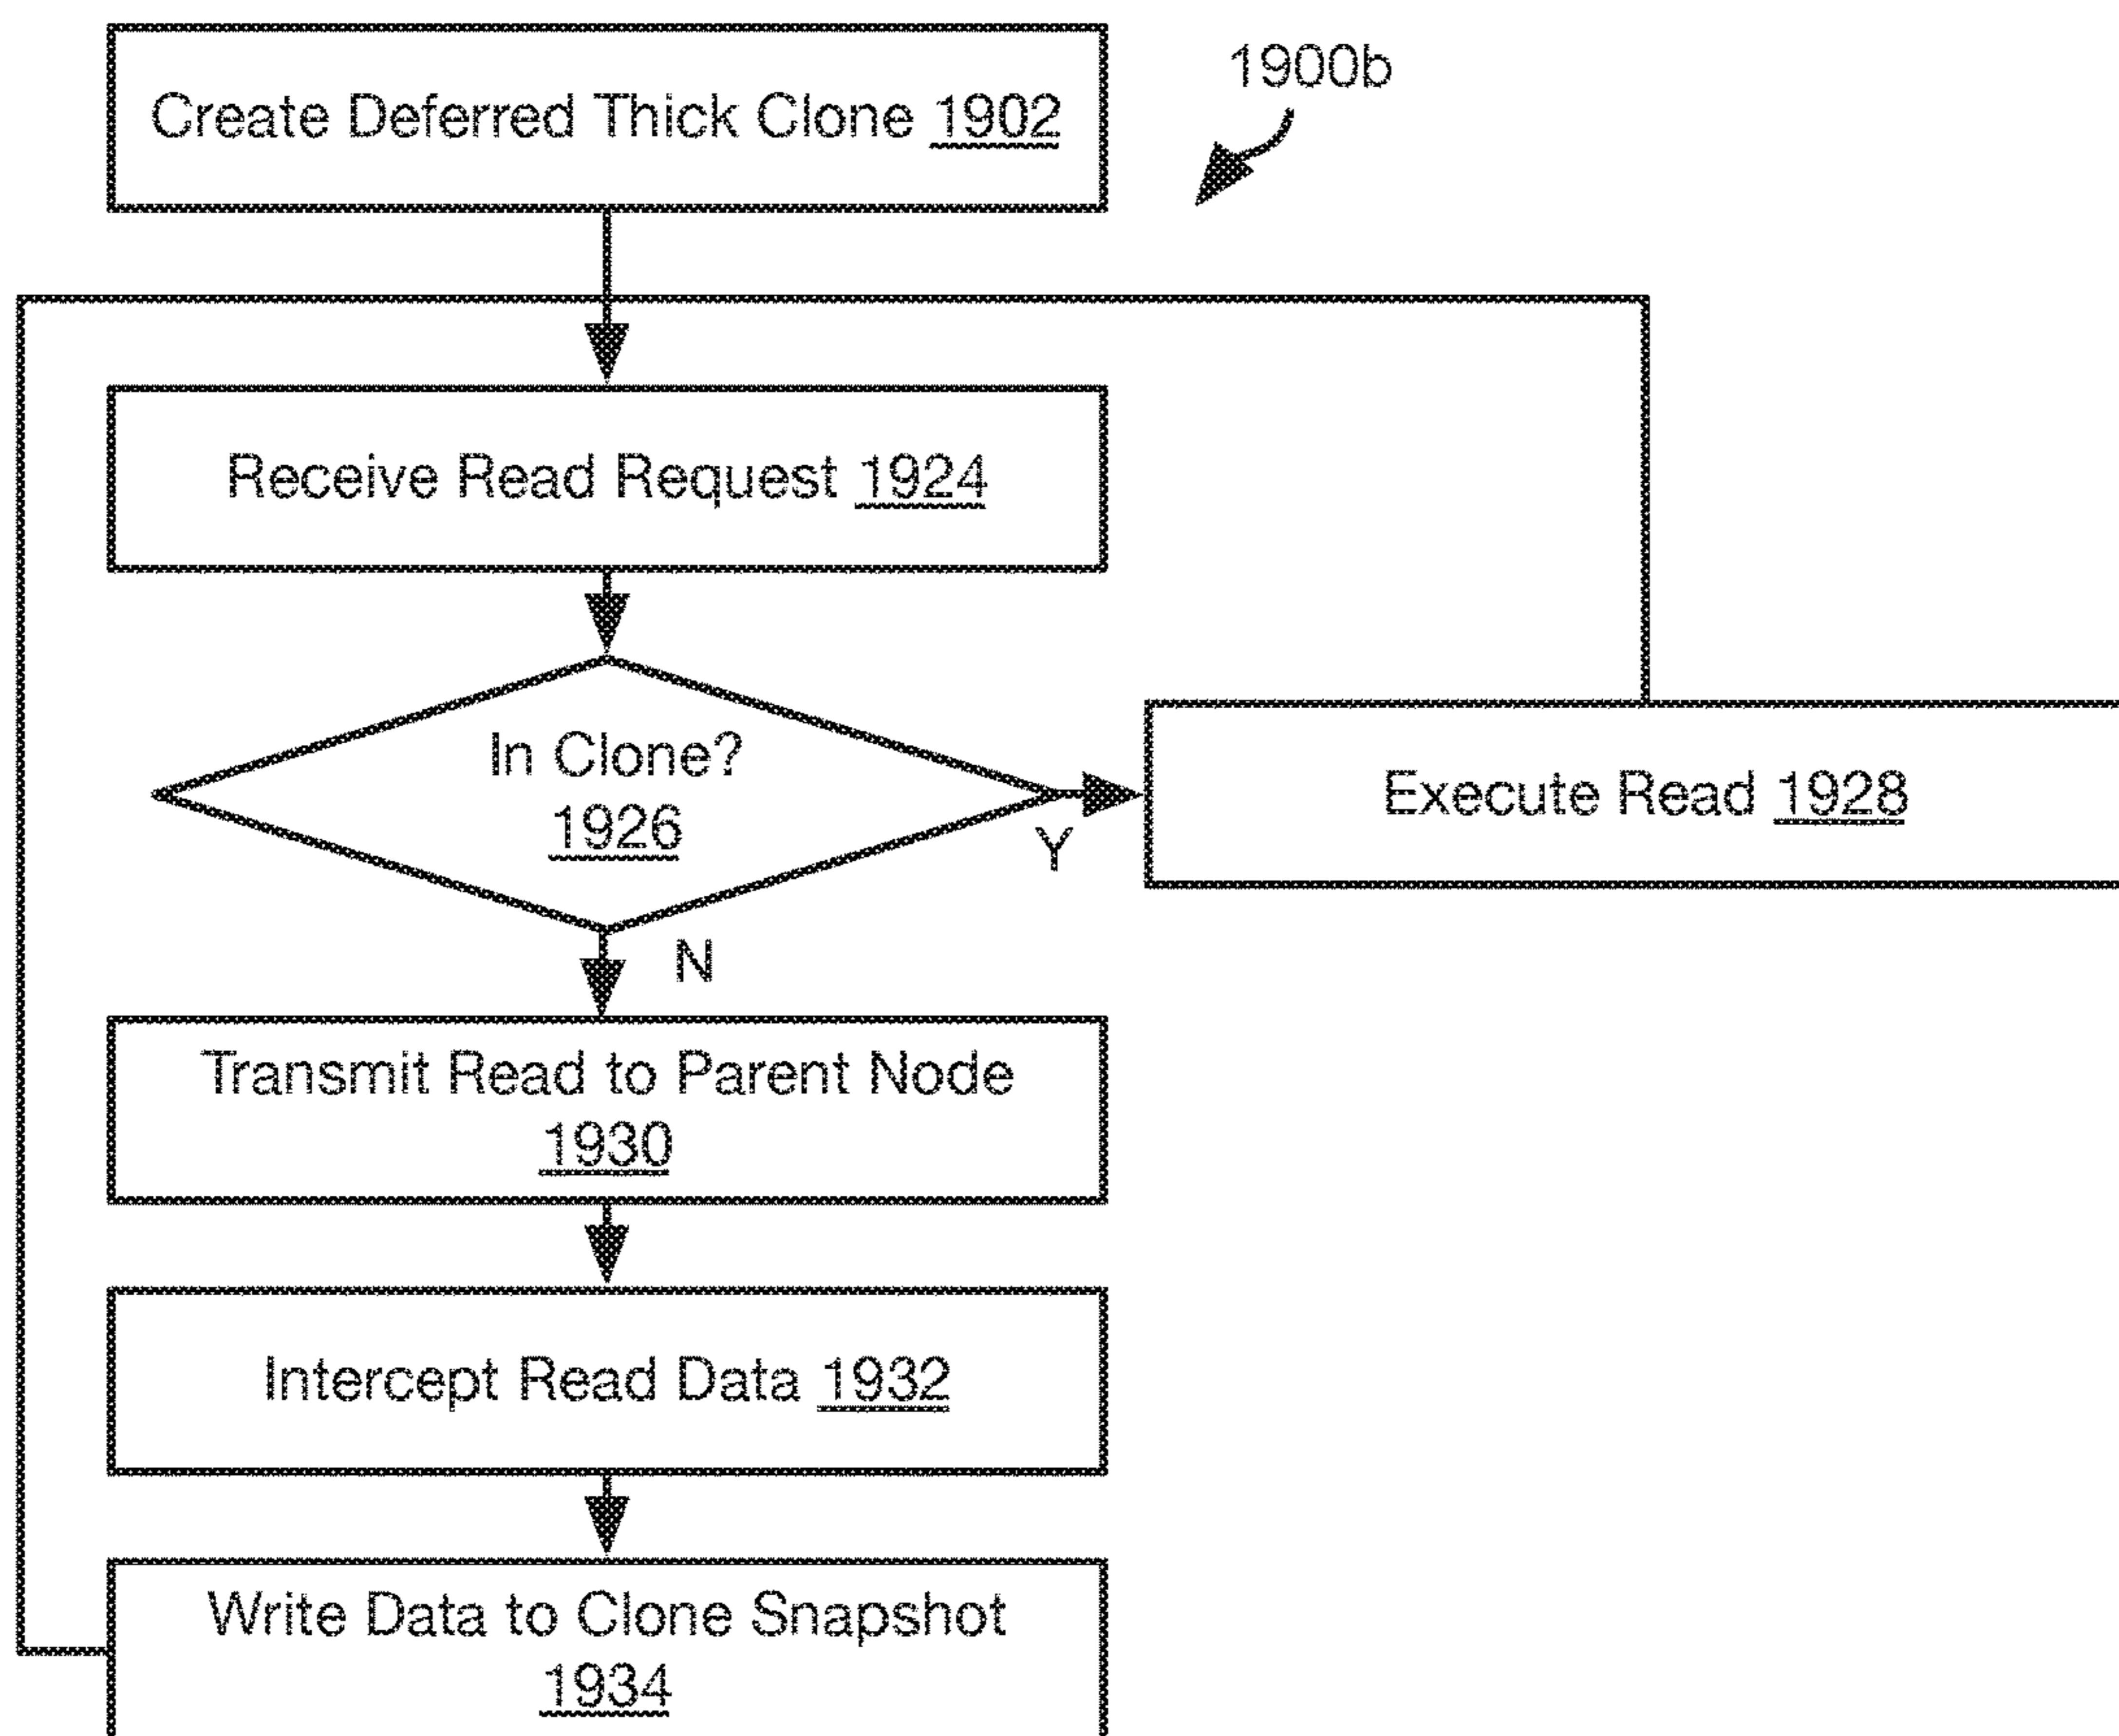 Create Deferred Thick Clone 1902
1900b
Receive Read Request 1924
In Clone?
1926
Y
Execute Read 1928
N
Transmit Read to Parent Node
1930
Intercept Read Data 1932
Write Data to Clone Snapshot
1934